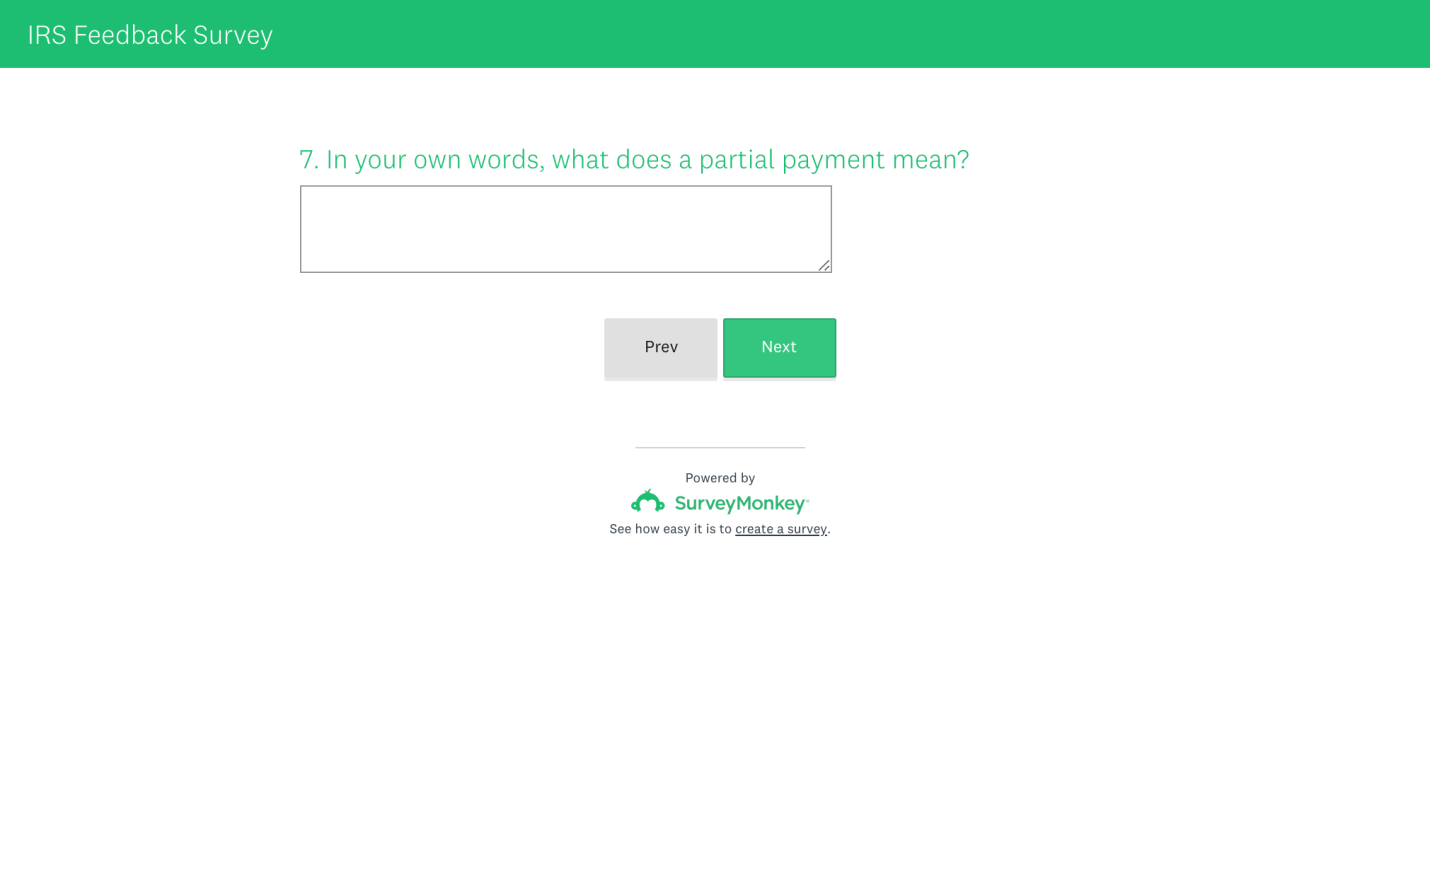 IRS Feedback Survey
7. In your own words, what does a partial payment mean?
Prev
Next
Powered by
SurveyMonkey
See how easy it is to create a survey.